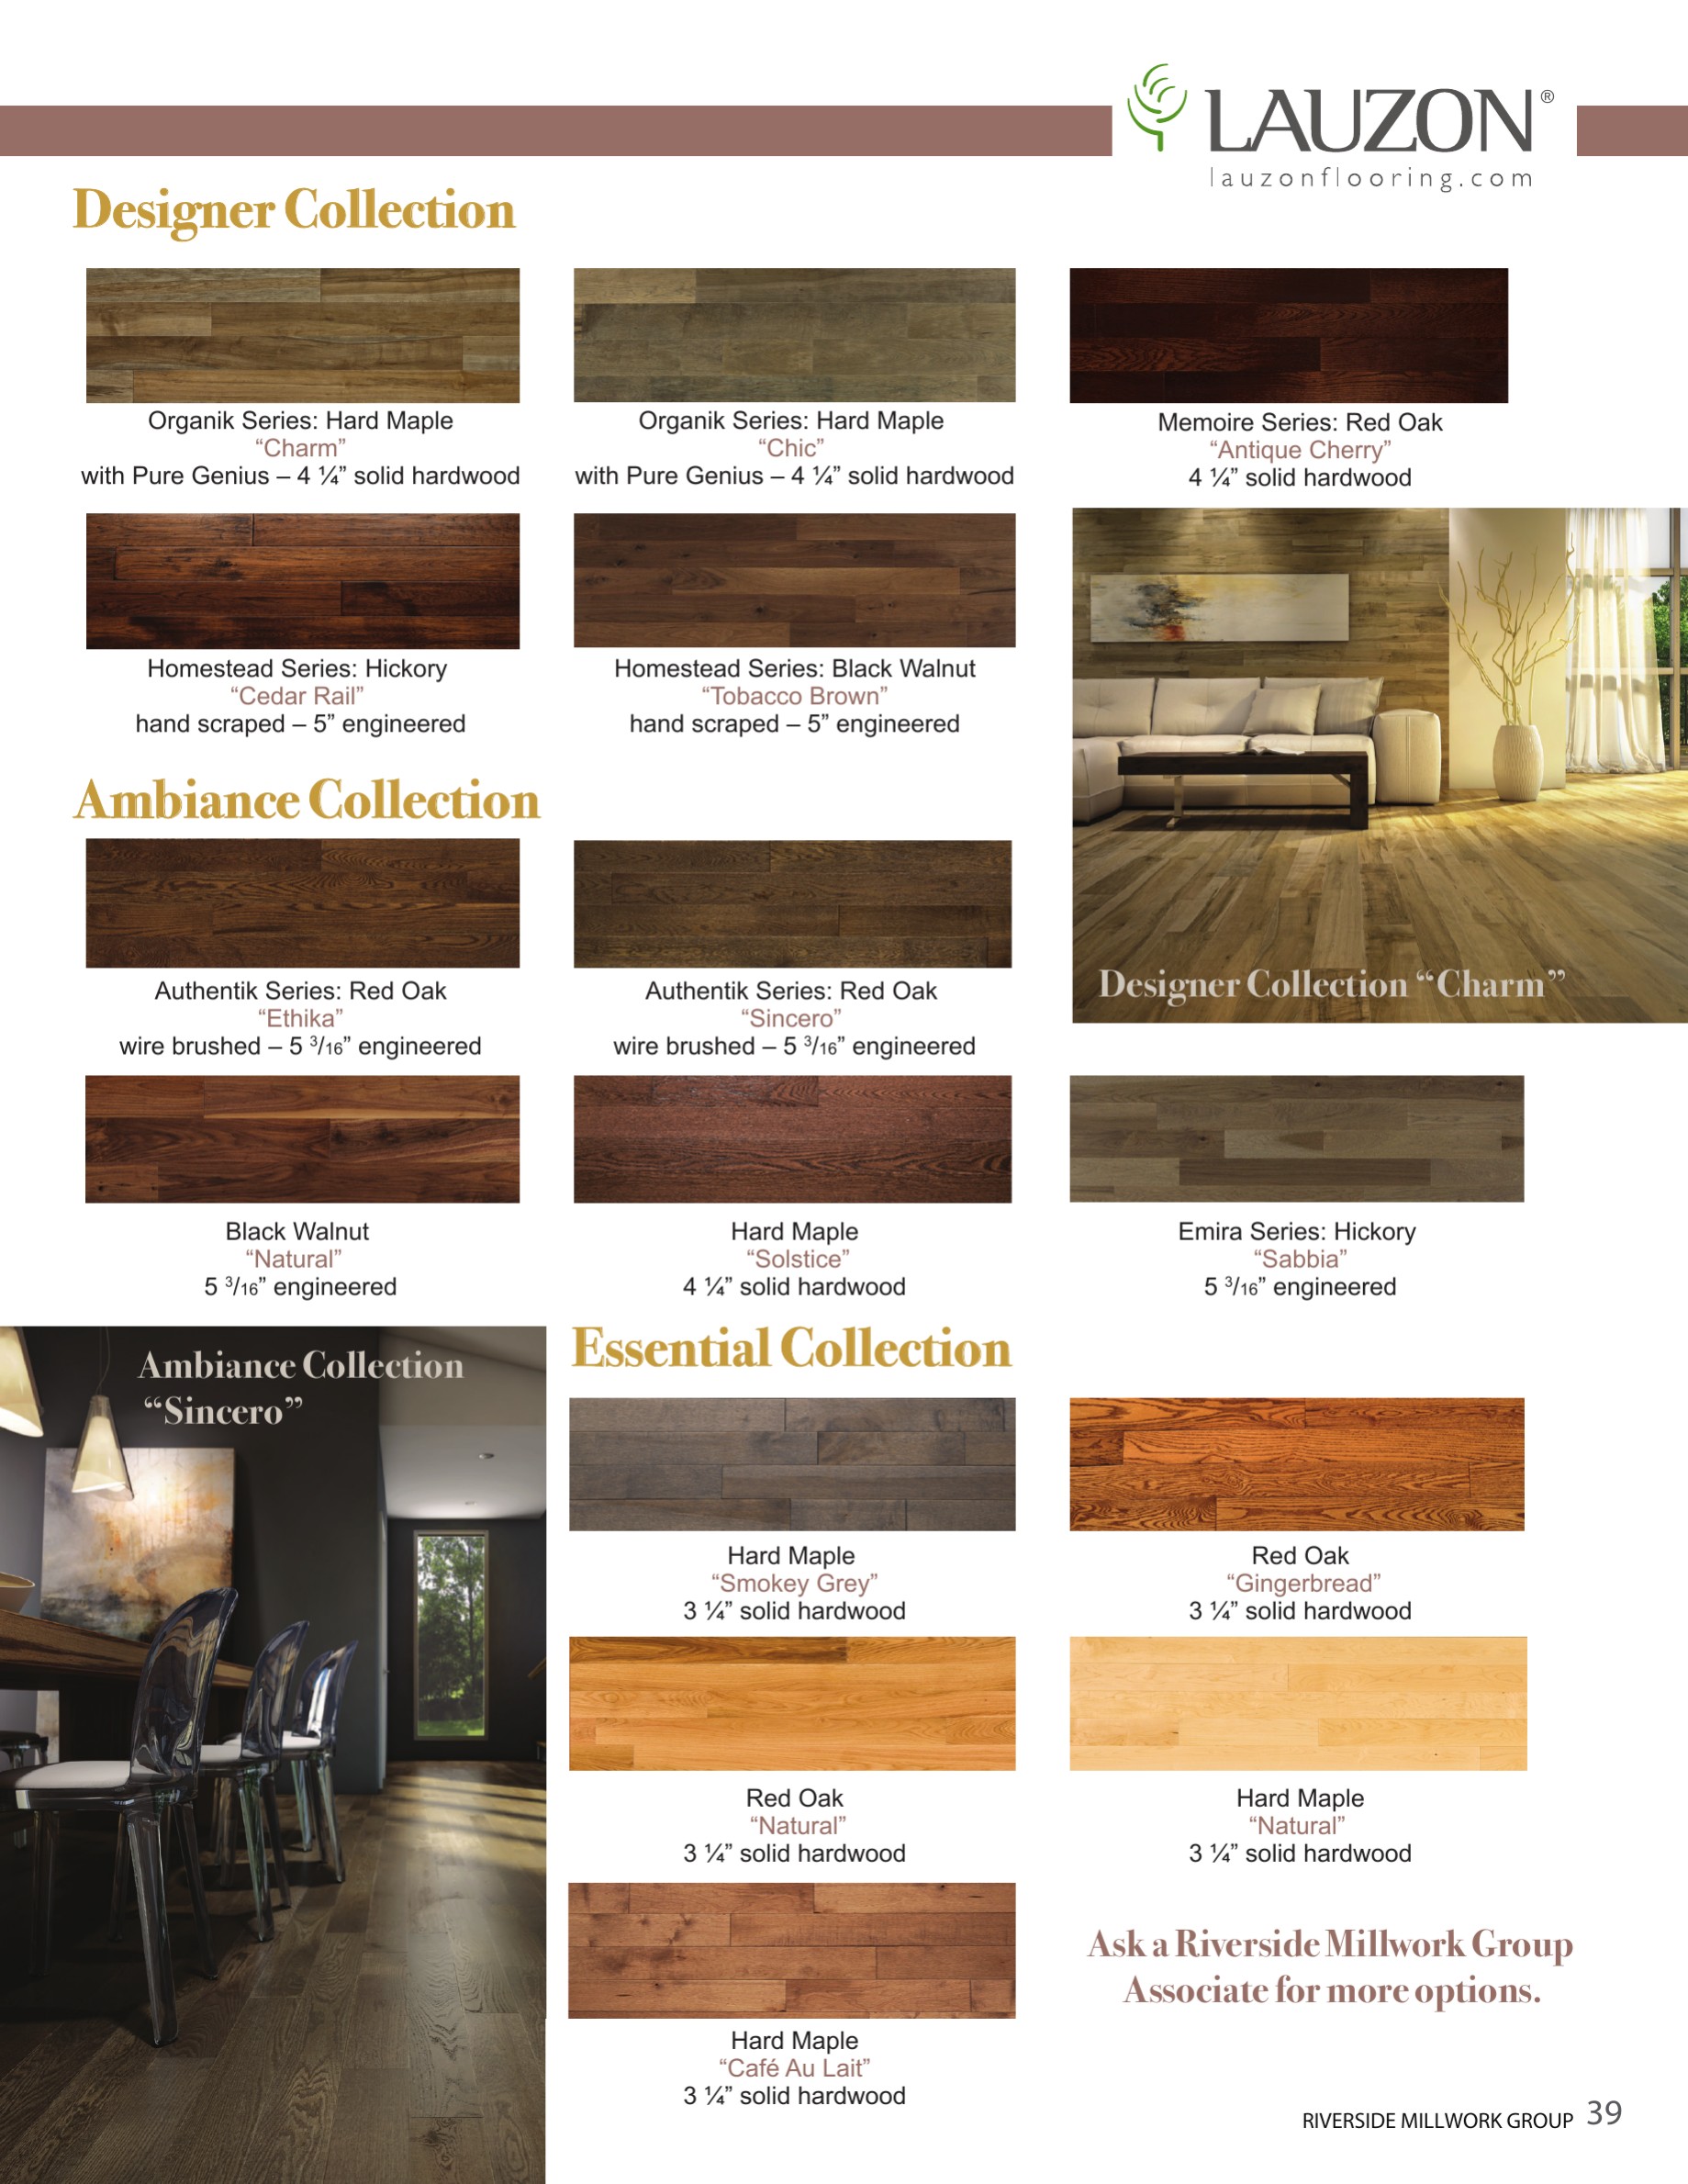 LAUZON®
lauzonflooring.com
Designer Collection
Organik Series: Hard Maple
“Charm”
with Pure Genius – 4 ¼” solid hardwood
Organik Series: Hard Maple
“Chic”
with Pure Genius – 4 ¼” solid hardwood
Memoire Series: Red Oak
“Antique Cherry”
4 ¼” solid hardwood
Homestead Series: Hickory
“Cedar Rail”
hand scraped – 5” engineered
Homestead Series: Black Walnut
“Tobacco Brown”
hand scraped – 5” engineered
Designer Collection “Charm”
Ambiance Collection
Authentik Series: Red Oak
“Ethika”
wire brushed – 5 3/16” engineered
Authentik Series: Red Oak
“Sincero”
wire brushed – 5 3/16” engineered
Black Walnut
“Natural”
5 3/16” engineered
Hard Maple
“Solstice”
4 ¼” solid hardwood
Emira Series: Hickory
“Sabbia”
5 3/16” engineered
Ambiance Collection
“Sincero”
Essential Collection
Hard Maple
“Smokey Grey”
3 ¼” solid hardwood
Red Oak
“Gingerbread”
3 ¼” solid hardwood
Red Oak
“Natural”
3 ¼” solid hardwood
Hard Maple
“Natural”
3 ¼” solid hardwood
Hard Maple
“Café Au Lait”
3 ¼” solid hardwood
Ask a Riverside Millwork Group
Associate for more options.
RIVERSIDE MILLWORK GROUP 39